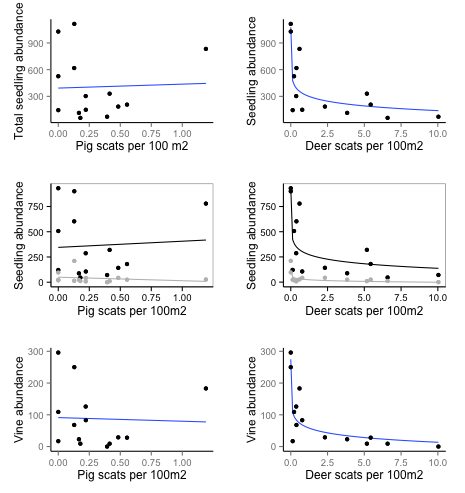 Total seedling abundance
900
600
300
0.00 0.25 0.50 0.75 1.00
Pig scats per 100 m2
Seedling abundance
900
600
300
0.0 2.5 5.0 7.5 10.0
Deer scats per 100m2
Seedling abundance
750
500
250
0
0.00 0.25 0.50 0.75 1.00
Pig scats per 100m2
Seedling abundance
750
500
250
0
0.0 2.5 5.0 7.5 10.0
Deer scats per 100m2
Vine abundance
300
200
100
0
0.00 0.25 0.50 0.75 1.00
Pig scats per 100m2
Vine abundance
300
200
100
0
0.0 2.5 5.0 7.5 10.0
Deer scats per 100m2